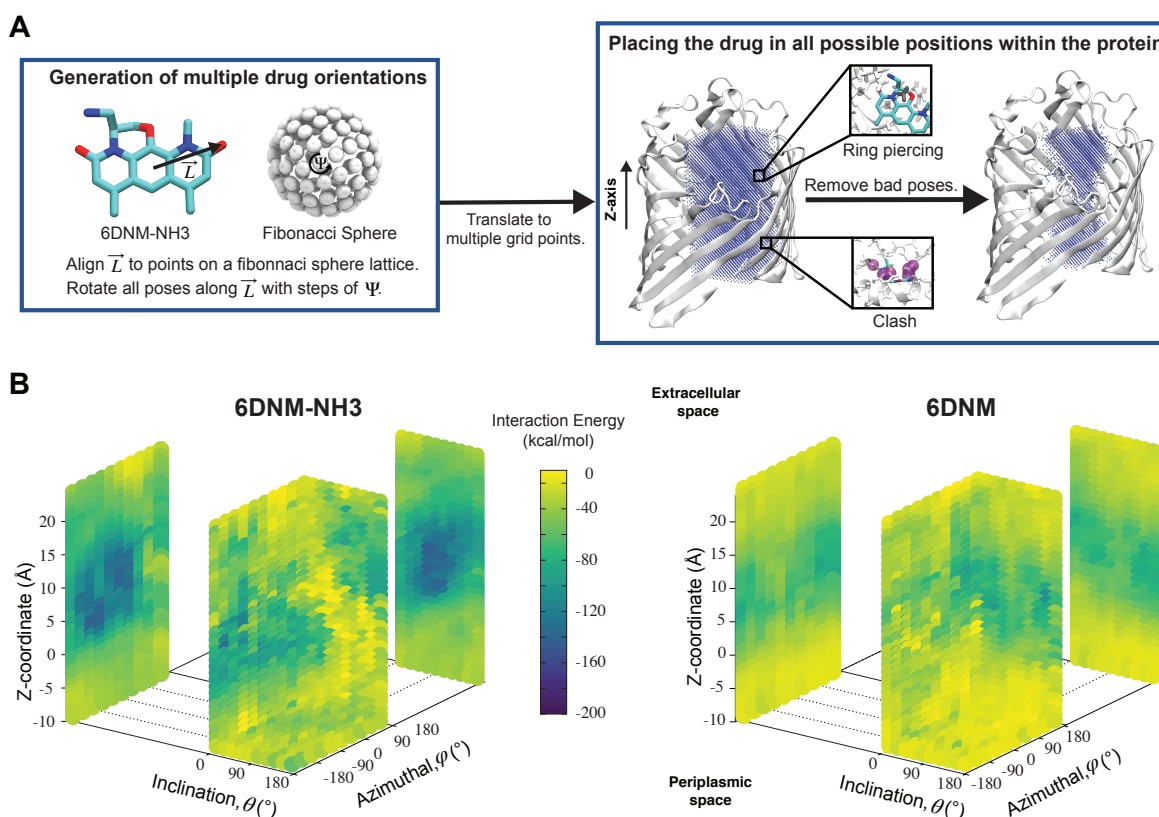 A
Generation of multiple drug orientations
L
Ψ
6DNM-NH3
Fibonacci Sphere
Align L to points on a fibonnaci sphere lattice.
Rotate all poses along L with steps of Ψ.
Translate to
multiple grid points.
Placing the drug in all possible positions within the protein
Z-axis
Ring piercing
Remove bad poses.
Clash
B
6DNM-NH3
Interaction Energy
(kcal/mol)
0
-40
-80
-120
-160
-200
Z-coordinate (Å)
20
15
10
5
0
-5
-10
Inclination, θ (°)
0
90
180
Azimuthal, φ (°)
-180
-90
0
90
180
Extracellular
space
6DNM
Z-coordinate (Å)
20
15
10
5
0
-5
-10
Periplasmic
space
Inclination, θ (°)
0
90
180
Azimuthal, φ (°)
-180
-90
0
90
180